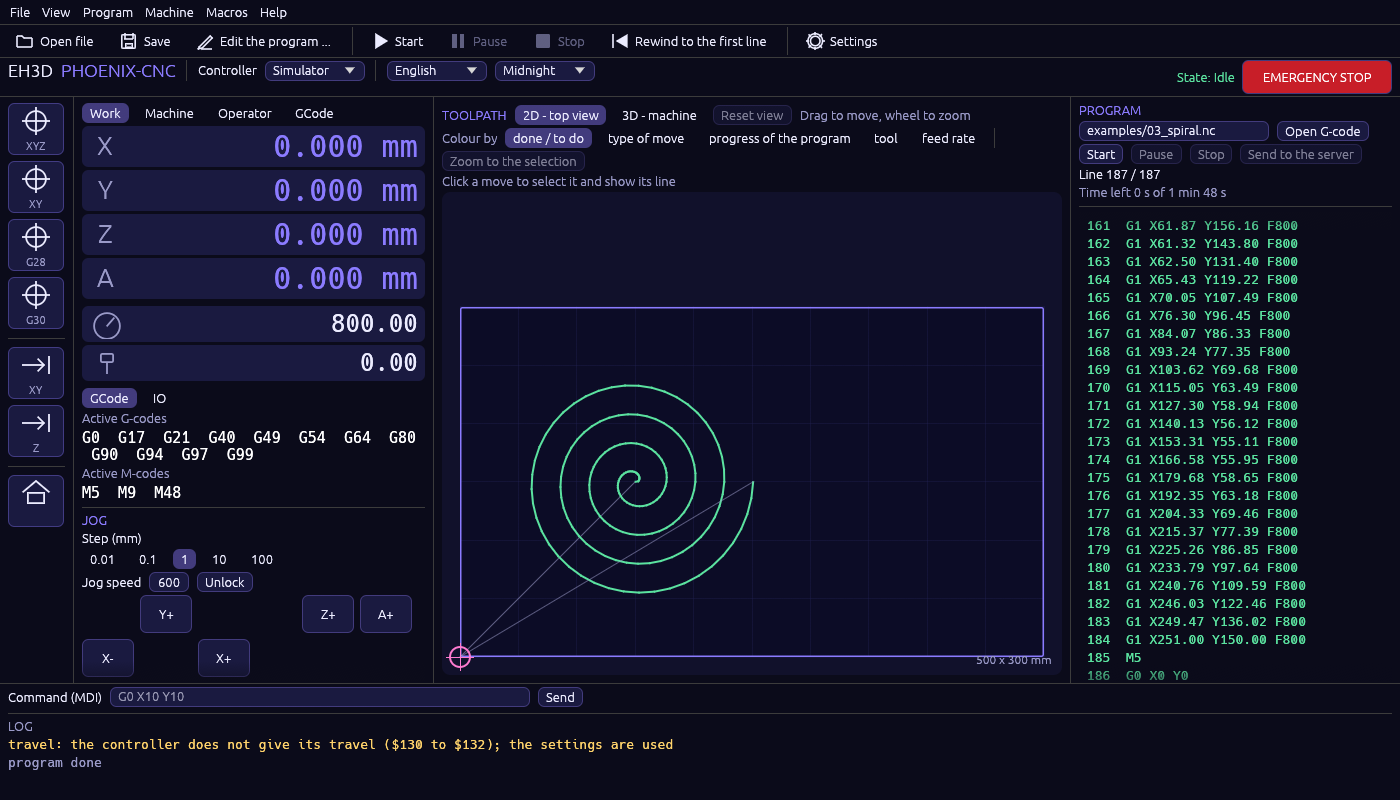 File View Program Machine Macros Help
Open file Save Edit the program ... Start Pause Stop Rewind to the first line Settings
EH3D PHOENIX-CNC Controller Simulator English Midnight State: Idle EMERGENCY STOP
XYZ
XY
G28
G30
XY
Z
Work Machine Operator GCode
X 0.000 mm
Y 0.000 mm
Z 0.000 mm
A 0.000 mm
800.00
0.00
GCode IO
Active G-codes
G0 G17 G21 G40 G49 G54 G64 G80
G90 G94 G97 G99
Active M-codes
M5 M9 M48
JOG
Step (mm)
0.01 0.1 1 10 100
Jog speed 600 Unlock
Y+ Z+ A+
X- X+
TOOLPATH 2D - top view 3D - machine Reset view Drag to move, wheel to zoom
Colour by done / to do type of move progress of the program tool feed rate
Zoom to the selection
Click a move to select it and show its line
500 x 300 mm
PROGRAM
examples/03_spiral.nc Open G-code
Start Pause Stop Send to the server
Line 187 / 187
Time left 0 s of 1 min 48 s
161 G1 X61.87 Y156.16 F800
162 G1 X61.32 Y143.80 F800
163 G1 X62.50 Y131.40 F800
164 G1 X65.43 Y119.22 F800
165 G1 X70.05 Y107.49 F800
166 G1 X76.30 Y96.45 F800
167 G1 X84.07 Y86.33 F800
168 G1 X93.24 Y77.35 F800
169 G1 X103.62 Y69.68 F800
170 G1 X115.05 Y63.49 F800
171 G1 X127.30 Y58.94 F800
172 G1 X140.13 Y56.12 F800
173 G1 X153.31 Y55.11 F800
174 G1 X166.58 Y55.95 F800
175 G1 X179.68 Y58.65 F800
176 G1 X192.35 Y63.18 F800
177 G1 X204.33 Y69.46 F800
178 G1 X215.37 Y77.39 F800
179 G1 X225.26 Y86.85 F800
180 G1 X233.79 Y97.64 F800
181 G1 X240.76 Y109.59 F800
182 G1 X246.03 Y122.46 F800
183 G1 X249.47 Y136.02 F800
184 G1 X251.00 Y150.00 F800
185 M5
186 G0 X0 Y0
Command (MDI) G0 X10 Y10 Send
LOG
travel: the controller does not give its travel ($130 to $132); the settings are used
program done